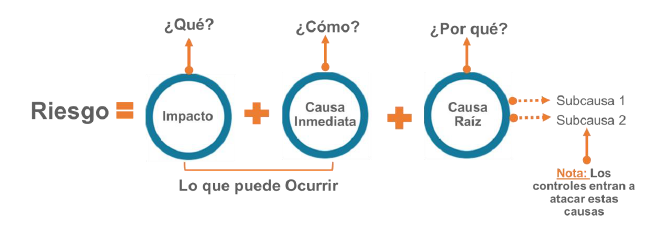 ¿Qué?
¿Cómo?
¿Por qué?
Riesgo =
Impacto
+
Causa
Inmediata
+
Causa
Raíz
Subcausa 1
Subcausa 2
Lo que puede Ocurrir
Nota: Los
controles entran a
atacar estas
causas